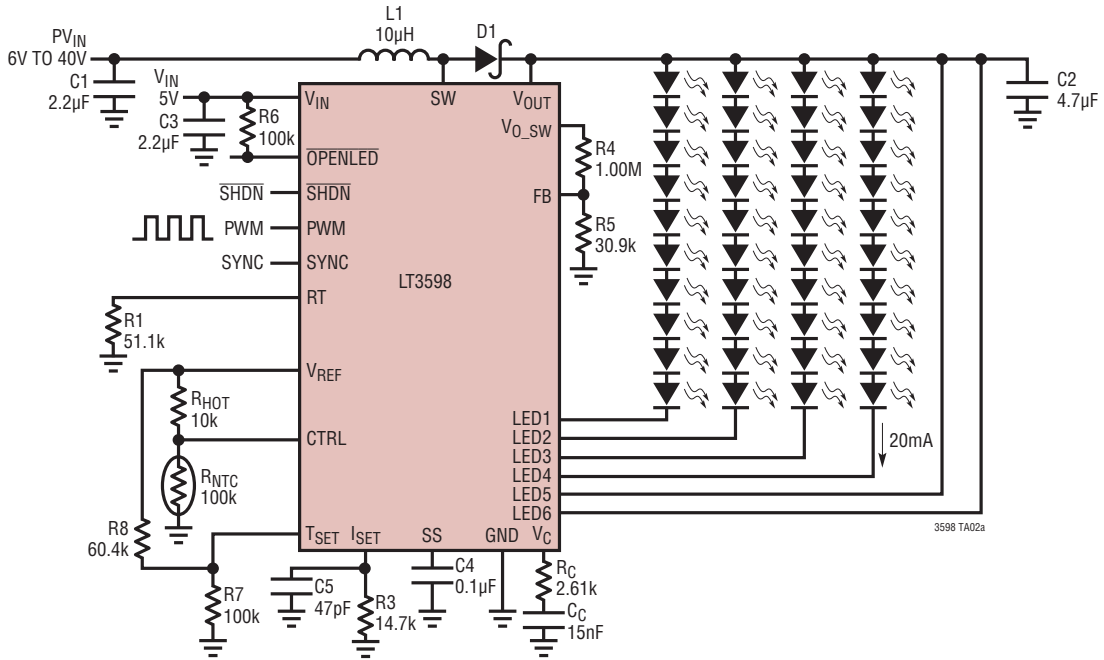 L1
10µH
D1
PVIN
6V TO 40V
C1
2.2µF
VIN
5V
C3
2.2µF
R6
100k
VIN
SW
VOUT
VO_SW
OPENLED
R4
1.00M
C2
4.7µF
SHDN
SHDN
FB
PWM
PWM
R5
30.9k
SYNC
SYNC
LT3598
RT
R1
51.1k
VREF
RHOT
10k
CTRL
RNTC
100k
LED1
LED2
LED3
LED4
LED5
LED6
20mA
3598 TA02a
R8
60.4k
TSET
ISET
SS
GND
VC
R7
100k
C5
47pF
R3
14.7k
C4
0.1µF
RC
2.61k
CC
15nF